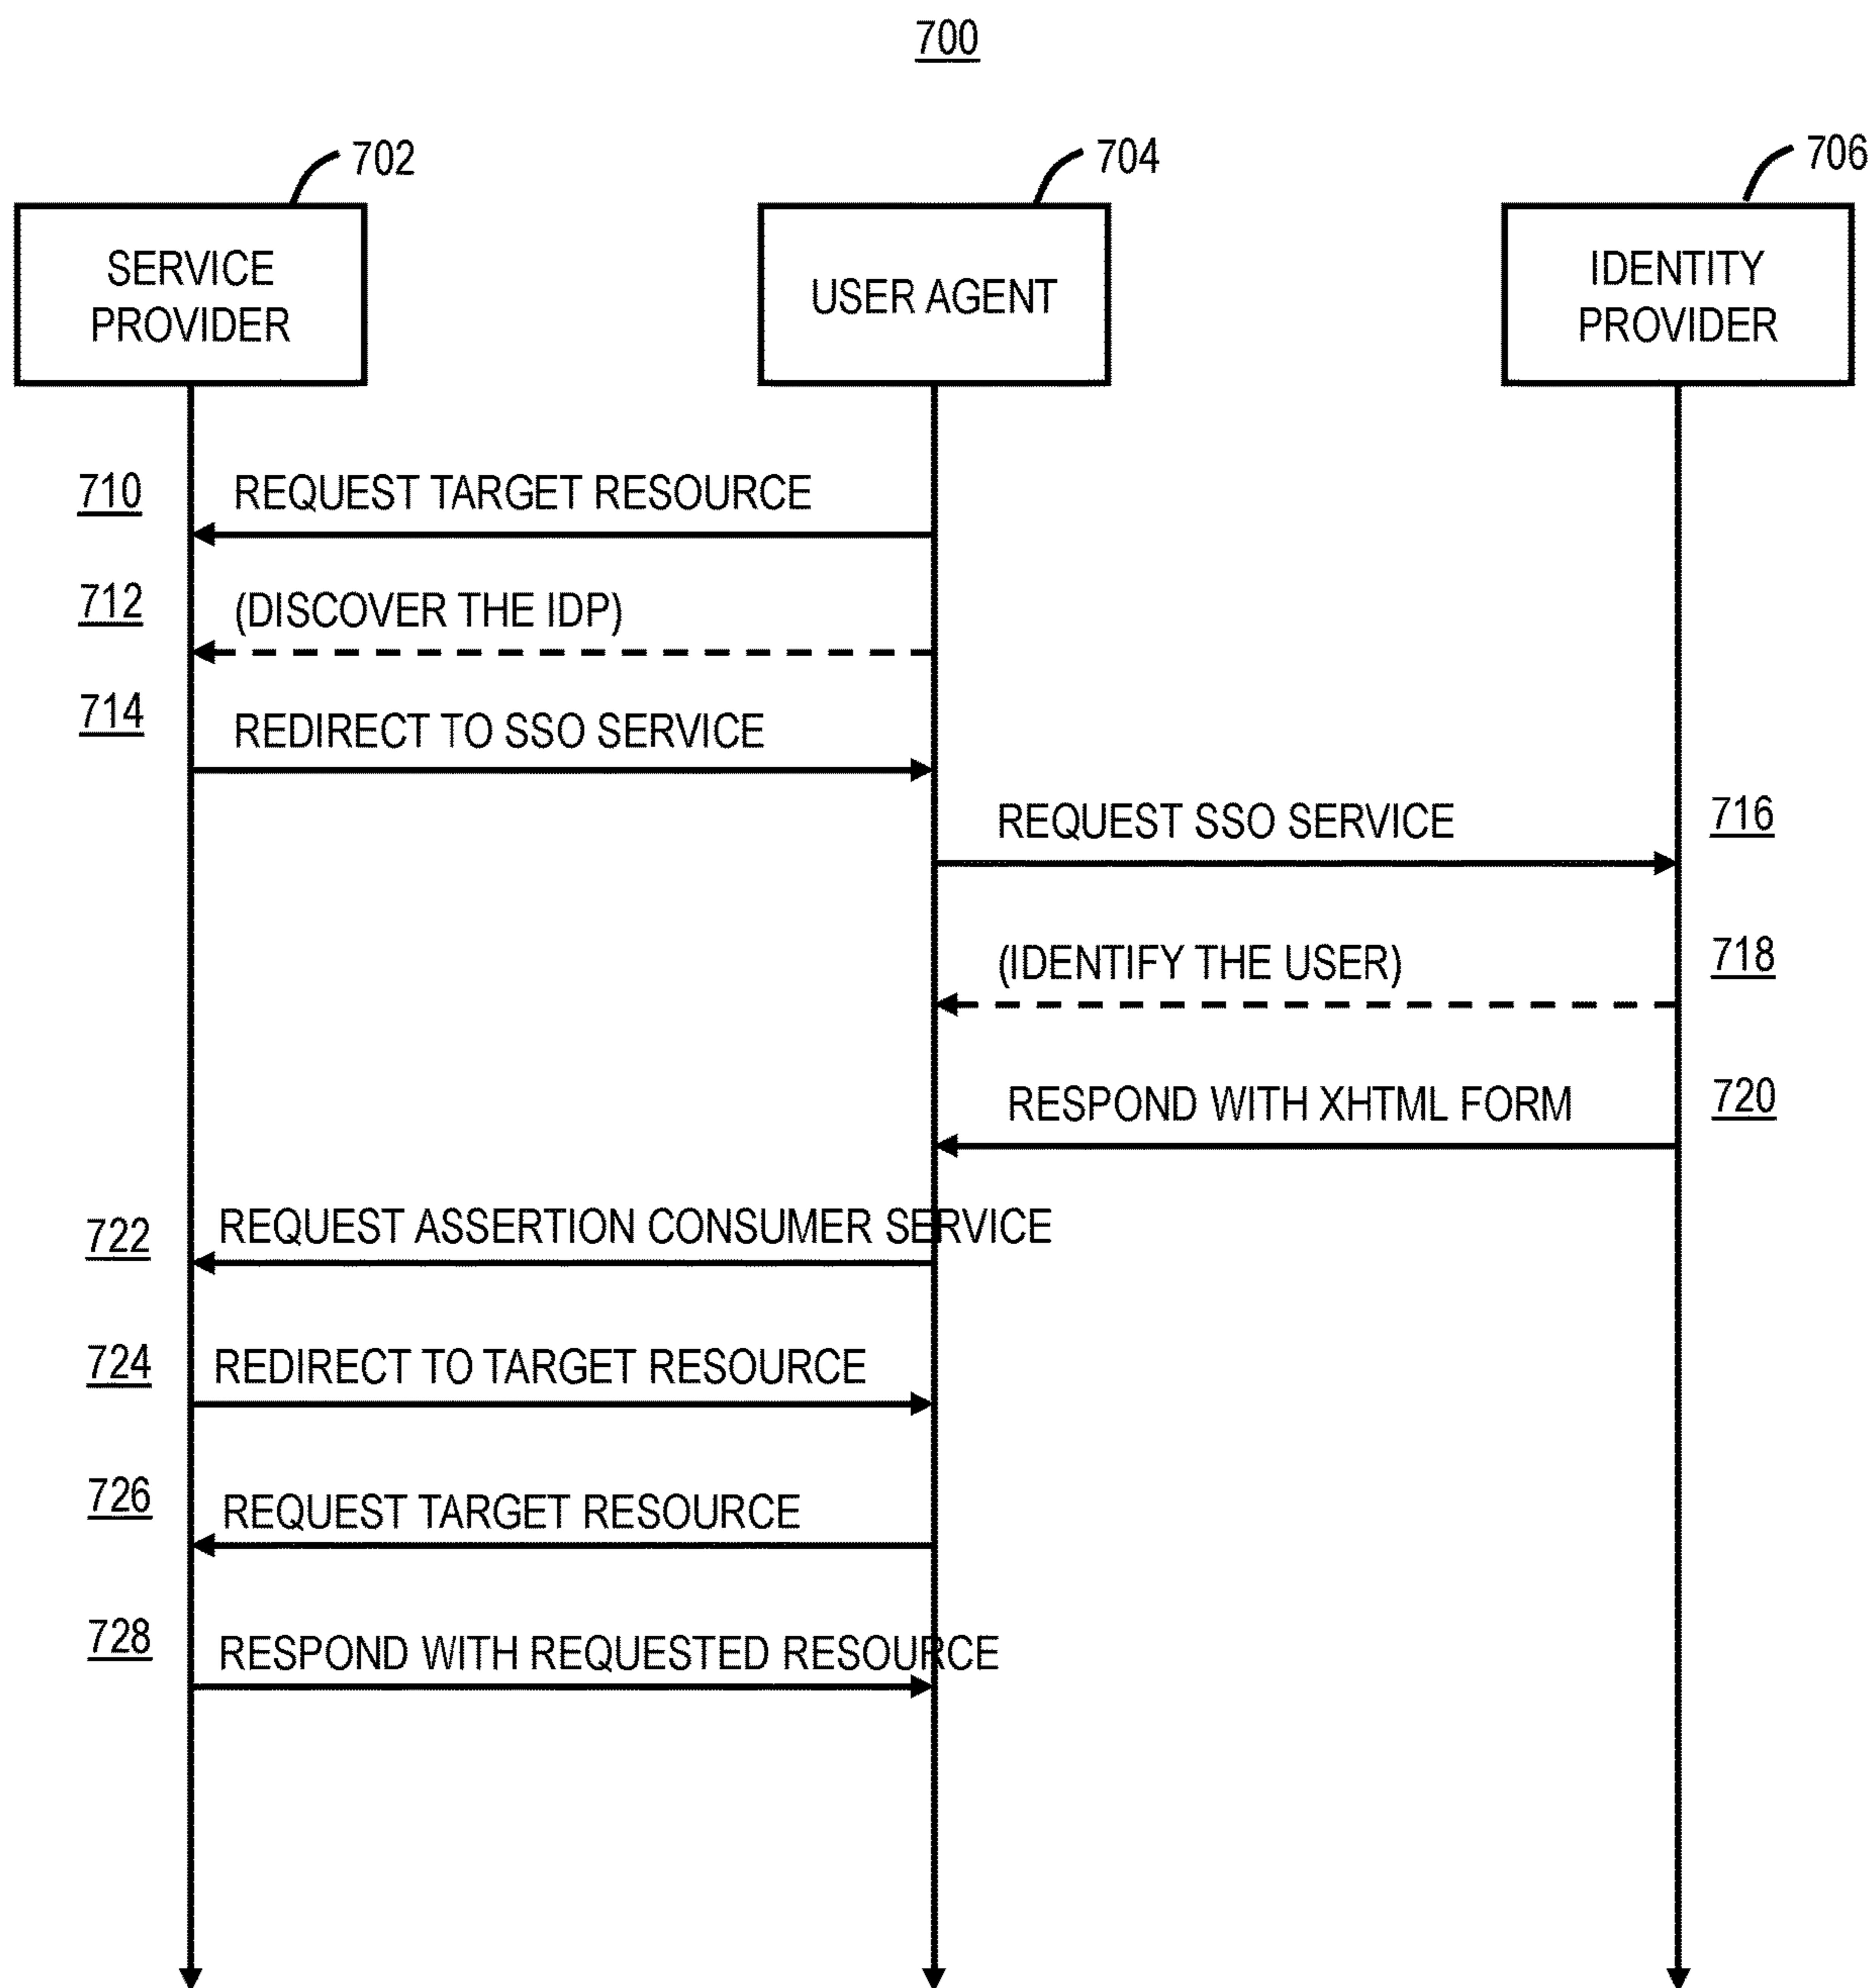 700
702
704
706
SERVICE
PROVIDER
USER AGENT
IDENTITY
PROVIDER
710 REQUEST TARGET RESOURCE
712 (DISCOVER THE IDP)
714 REDIRECT TO SSO SERVICE
REQUEST SSO SERVICE 716
(IDENTIFY THE USER) 718
RESPOND WITH XHTML FORM 720
722 REQUEST ASSERTION CONSUMER SERVICE
724 REDIRECT TO TARGET RESOURCE
726 REQUEST TARGET RESOURCE
728 RESPOND WITH REQUESTED RESOURCE